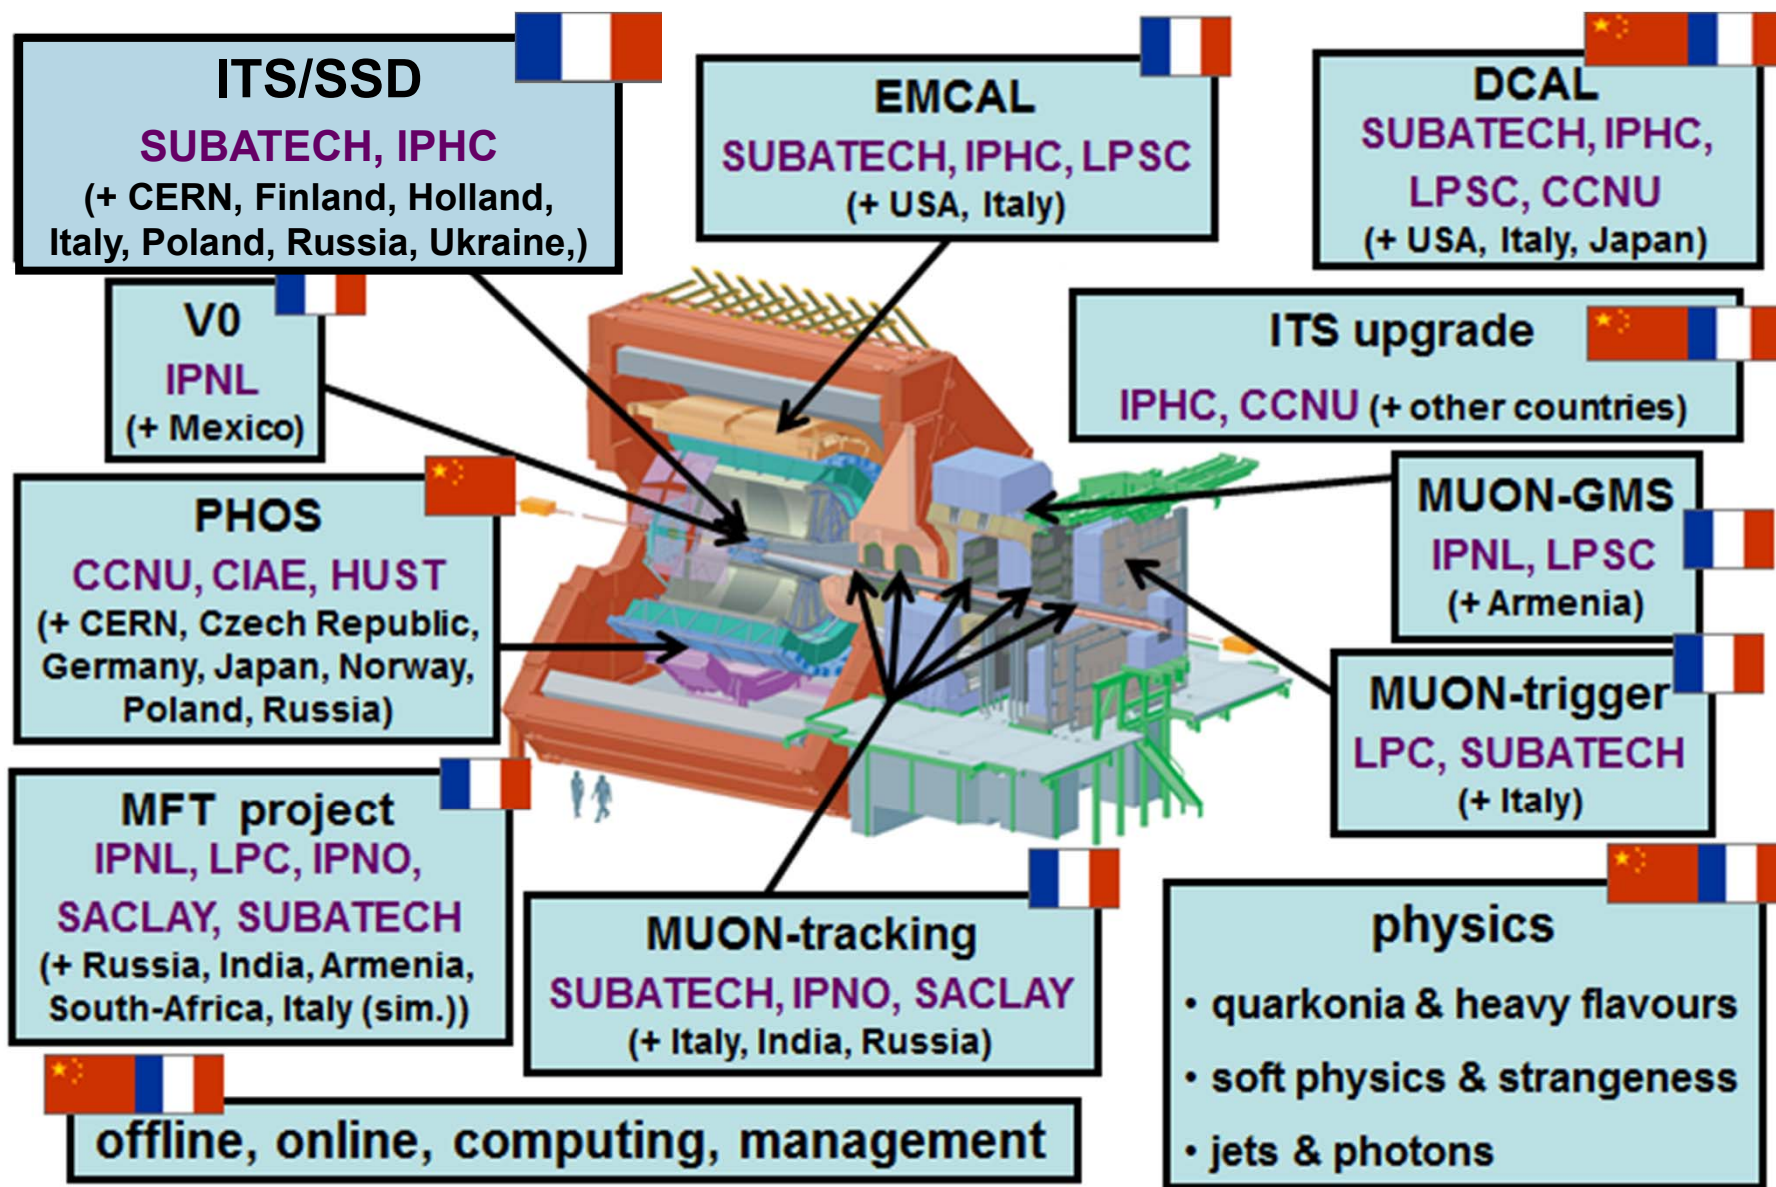 ITS/SSD
SUBATECH, IPHC
(+ CERN, Finland, Holland,
Italy, Poland, Russia, Ukraine,)
EMCAL
SUBATECH, IPHC, LPSC
(+ USA, Italy)
DCAL
SUBATECH, IPHC,
LPSC, CCNU
(+ USA, Italy, Japan)
V0
IPNL
(+ Mexico)
ITS upgrade
IPHC, CCNU (+ other countries)
PHOS
CCNU, CIAE, HUST
(+ CERN, Czech Republic,
Germany, Japan, Norway,
Poland, Russia)
MUON-GMS
IPNL, LPSC
(+ Armenia)
MUON-trigger
LPC, SUBATECH
(+ Italy)
MFT project
IPNL, LPC, IPNO,
SACLAY, SUBATECH
(+ Russia, India, Armenia,
South-Africa, Italy (sim.))
MUON-tracking
SUBATECH, IPNO, SACLAY
(+ Italy, India, Russia)
physics
• quarkonia & heavy flavours
• soft physics & strangeness
• jets & photons
offline, online, computing, management